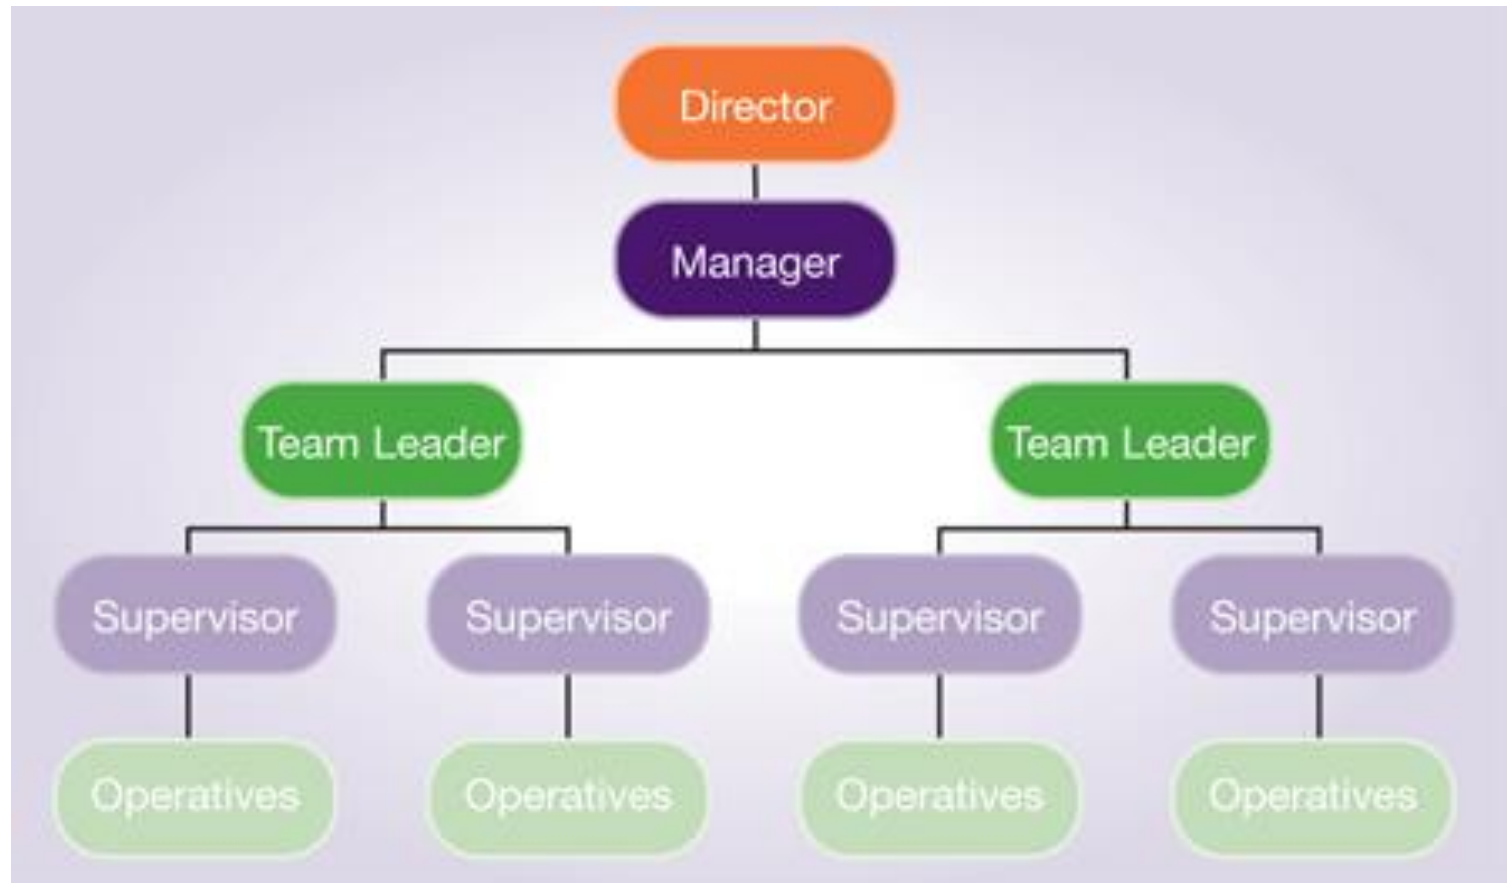 Director
Manager
Team Leader
Team Leader
Supervisor
Supervisor
Supervisor
Supervisor
Operatives
Operatives
Operatives
Operatives